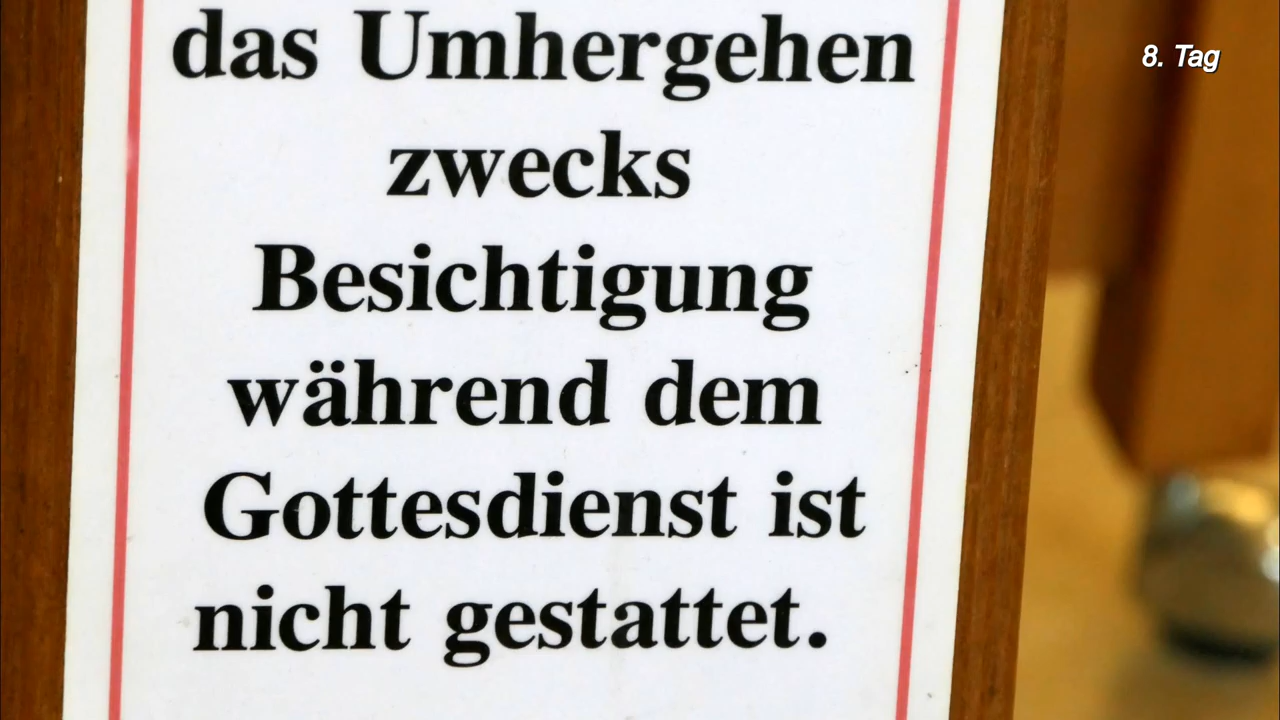 das Umhergehen
zwecks
Besichtigung
während dem
Gottesdienst ist
nicht gestattet.
8. Tag